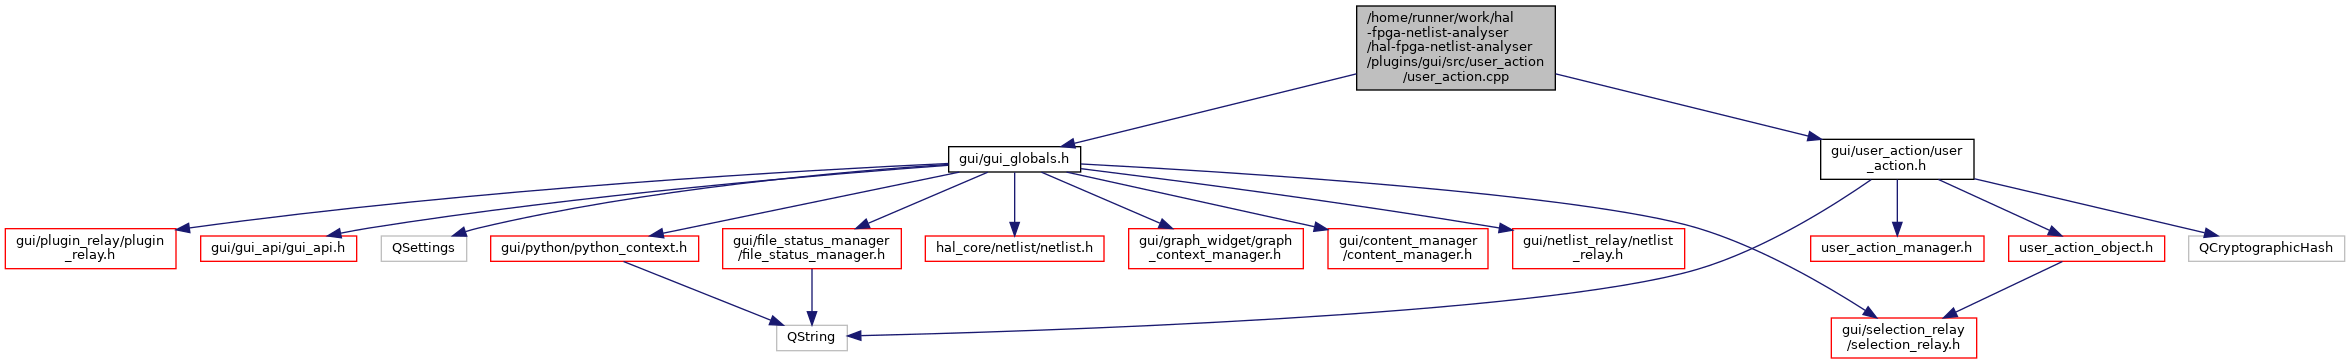 /home/runner/work/hal
-fpga-netlist-analyser
/hal-fpga-netlist-analyser
/plugins/gui/src/user_action
/user_action.cpp
gui/gui_globals.h
gui/user_action/user
_action.h
gui/plugin_relay/plugin
_relay.h
gui/gui_api/gui_api.h
QSettings
gui/python/python_context.h
gui/file_status_manager
/file_status_manager.h
hal_core/netlist/netlist.h
gui/graph_widget/graph
_context_manager.h
gui/content_manager
/content_manager.h
gui/netlist_relay/netlist
_relay.h
user_action_manager.h
user_action_object.h
QCryptographicHash
QString
gui/selection_relay
/selection_relay.h